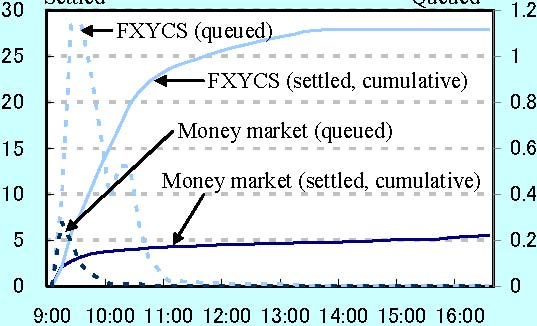 Settled Queued
30 1.2
FXYCS (queued)
25 1
FXYCS (settled, cumulative)
20 0.8
Money market (queued)
15 0.6
Money market (settled, cumulative)
10 0.4
5 0.2
0 0
9:00 10:00 11:00 12:00 13:00 14:00 15:00 16:00